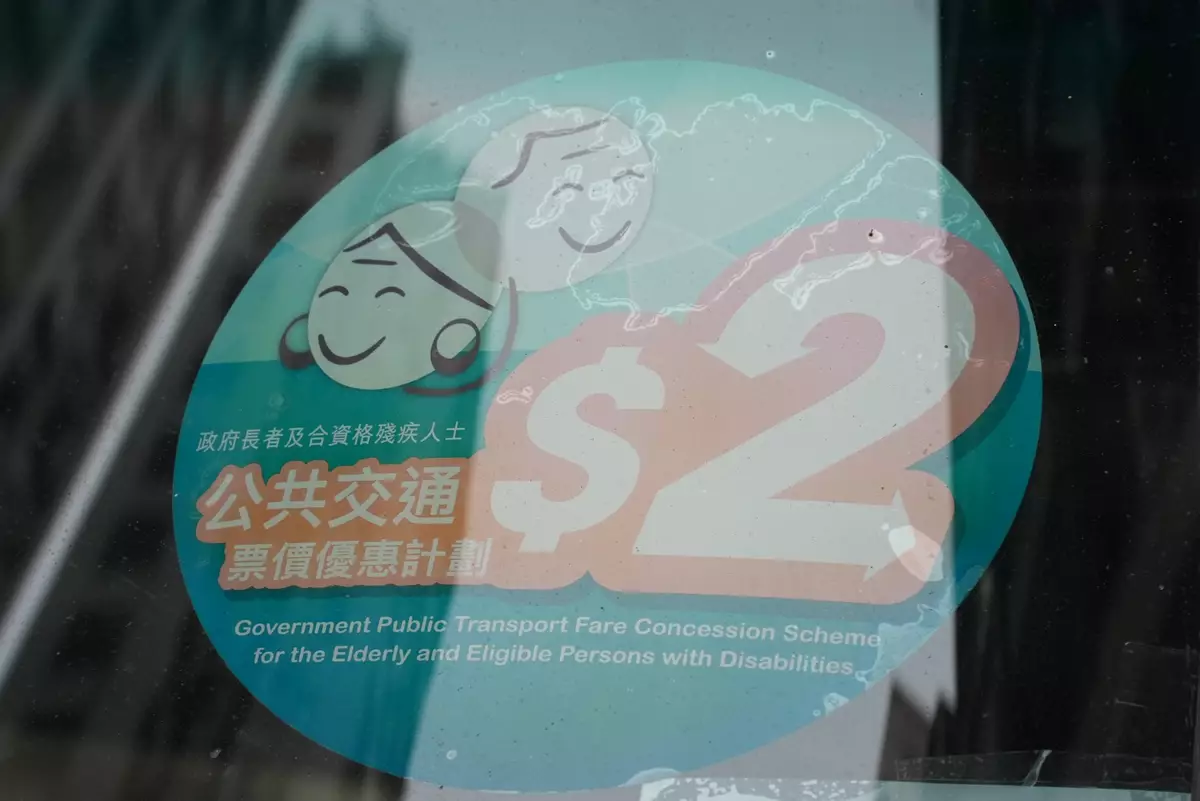 政府長者及合資格殘疾人士
公共交通
票價優惠計劃
$2
Government Public Transport Fare Concession Scheme
for the Elderly and Eligible Persons with Disabilities